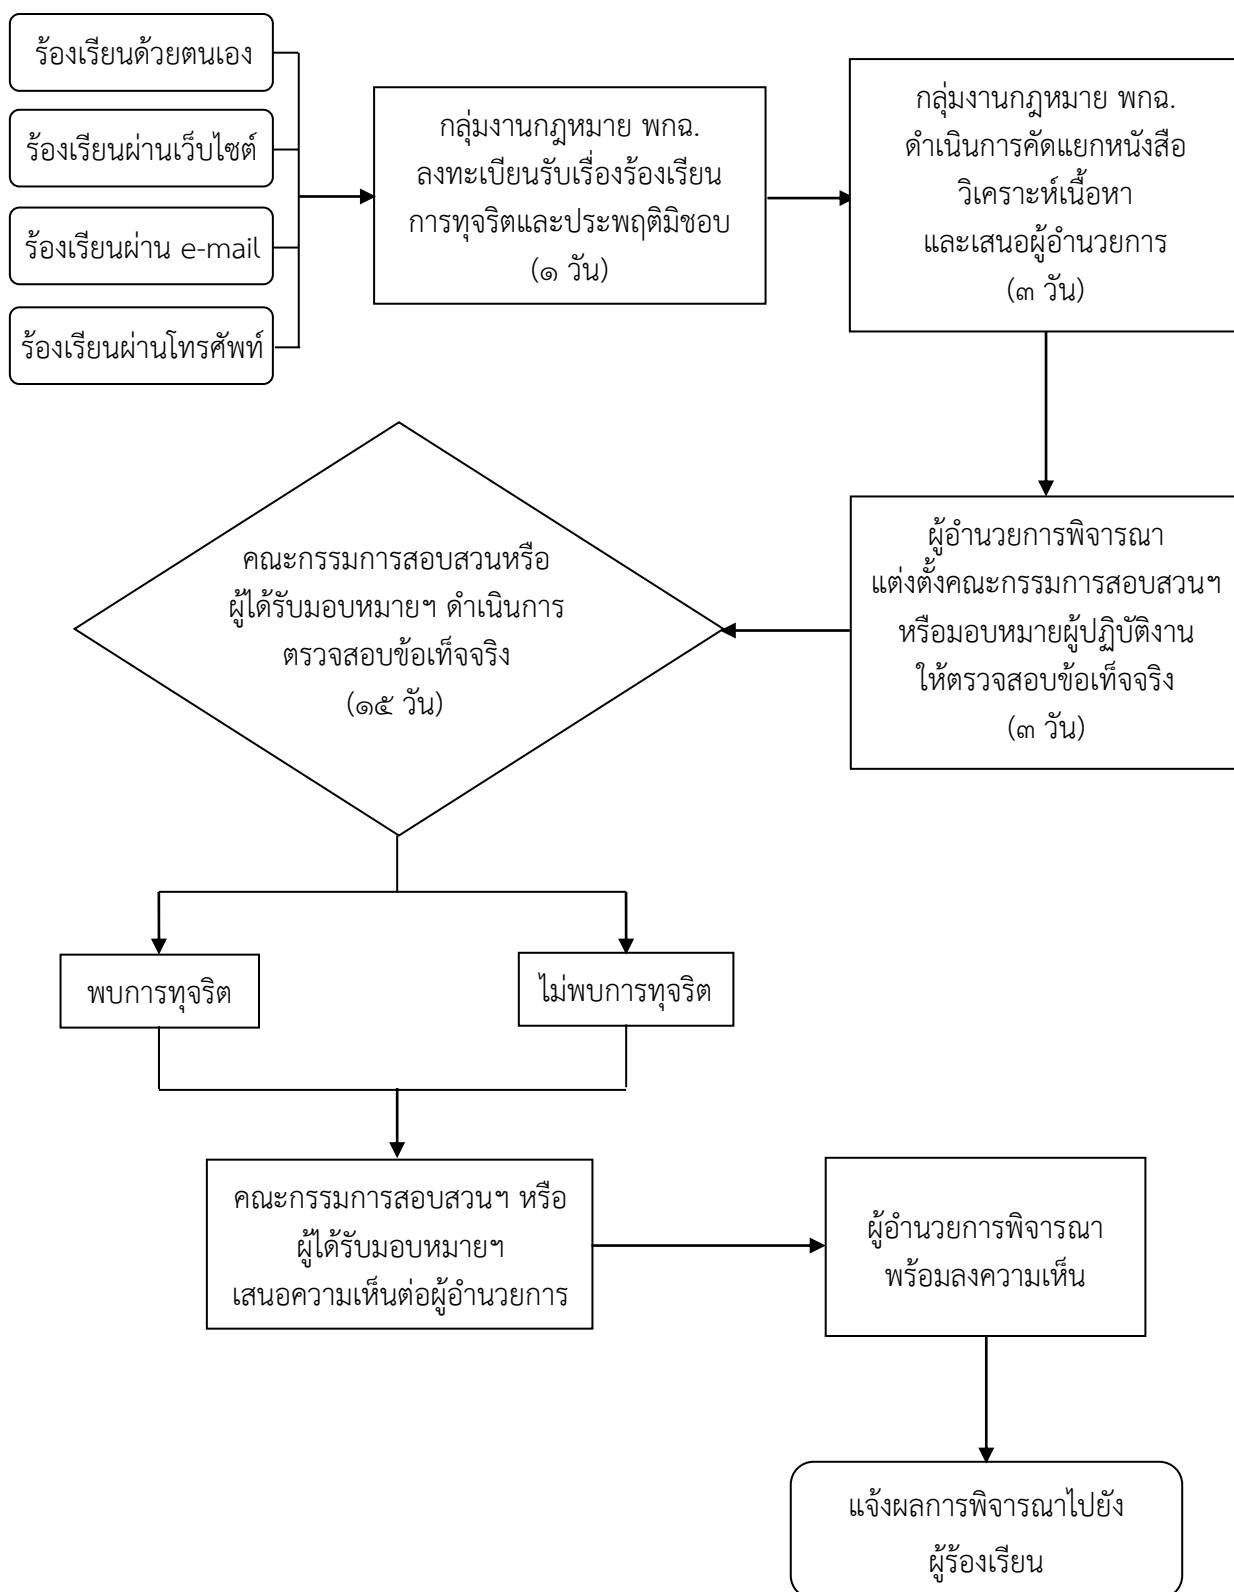 ร้องเรียนด้วยตนเอง
ร้องเรียนผ่านเว็บไซต์
ร้องเรียนผ่าน e-mail
ร้องเรียนผ่านโทรศัพท์
กลุ่มงานกฎหมาย พกฉ.
ลงทะเบียนรับเรื่องร้องเรียน
การทุจริตและประพฤติมิชอบ
(๑ วัน)
กลุ่มงานกฎหมาย พกฉ.
ดำเนินการคัดแยกหนังสือ
วิเคราะห์เนื้อหา
และเสนอผู้อำนวยการ
(๓ วัน)
ผู้อำนวยการพิจารณา
แต่งตั้งคณะกรรมการสอบสวนฯ
หรือมอบหมายผู้ปฏิบัติงาน
ให้ตรวจสอบข้อเท็จจริง
(๓ วัน)
คณะกรรมการสอบสวนหรือ
ผู้ได้รับมอบหมายฯ ดำเนินการ
ตรวจสอบข้อเท็จจริง
(๑๕ วัน)
พบการทุจริต
ไม่พบการทุจริต
คณะกรรมการสอบสวนฯ หรือ
ผู้ได้รับมอบหมายฯ
เสนอความเห็นต่อผู้อำนวยการ
ผู้อำนวยการพิจารณา
พร้อมลงความเห็น
แจ้งผลการพิจารณาไปยัง
ผู้ร้องเรียน